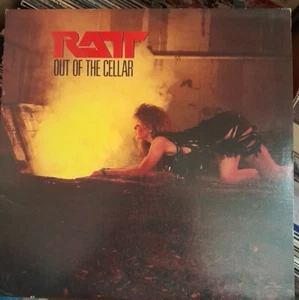 RATT
OUT OF THE CELLAR